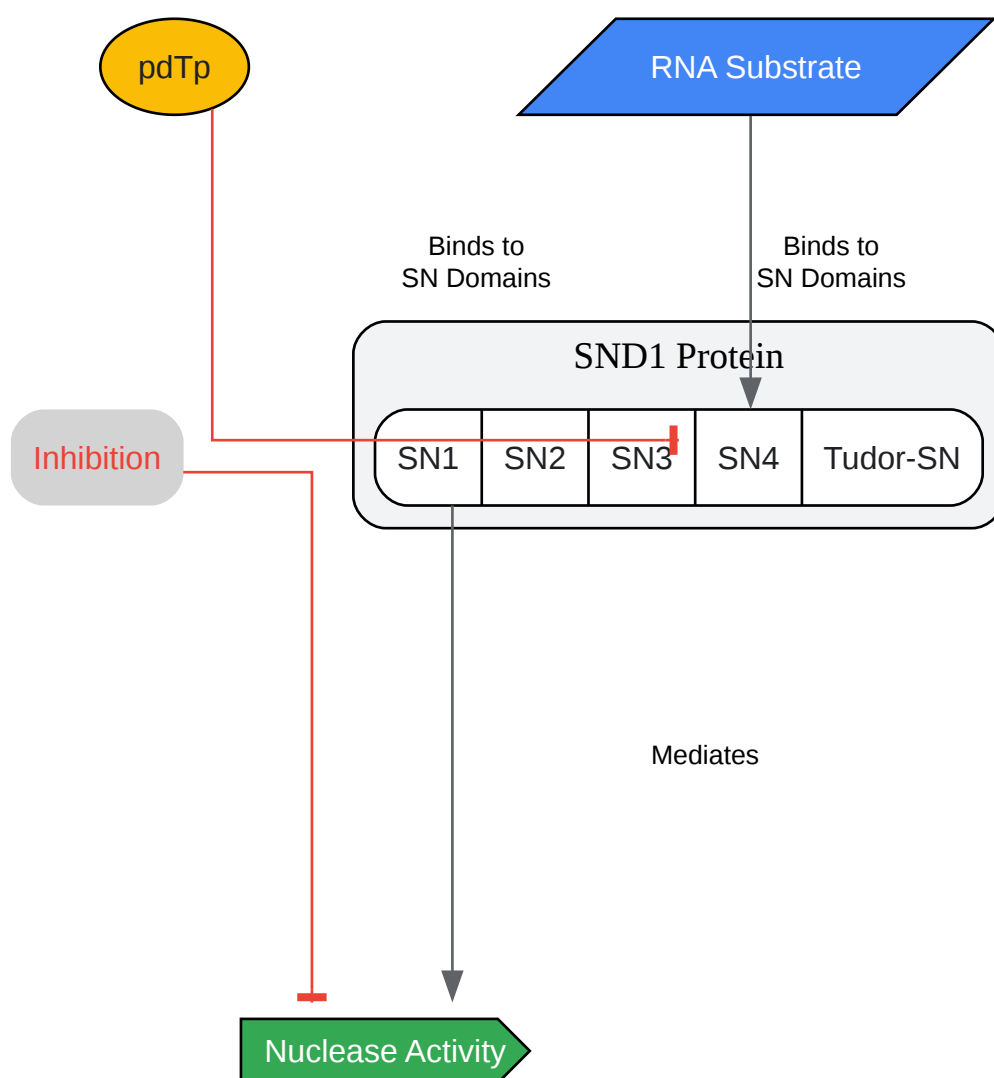 pdTp
RNA Substrate
Binds to
SN Domains
Binds to
SN Domains
SND1 Protein
Inhibition
SN1
SN2
SN3
SN4
Tudor-SN
Mediates
Nuclease Activity